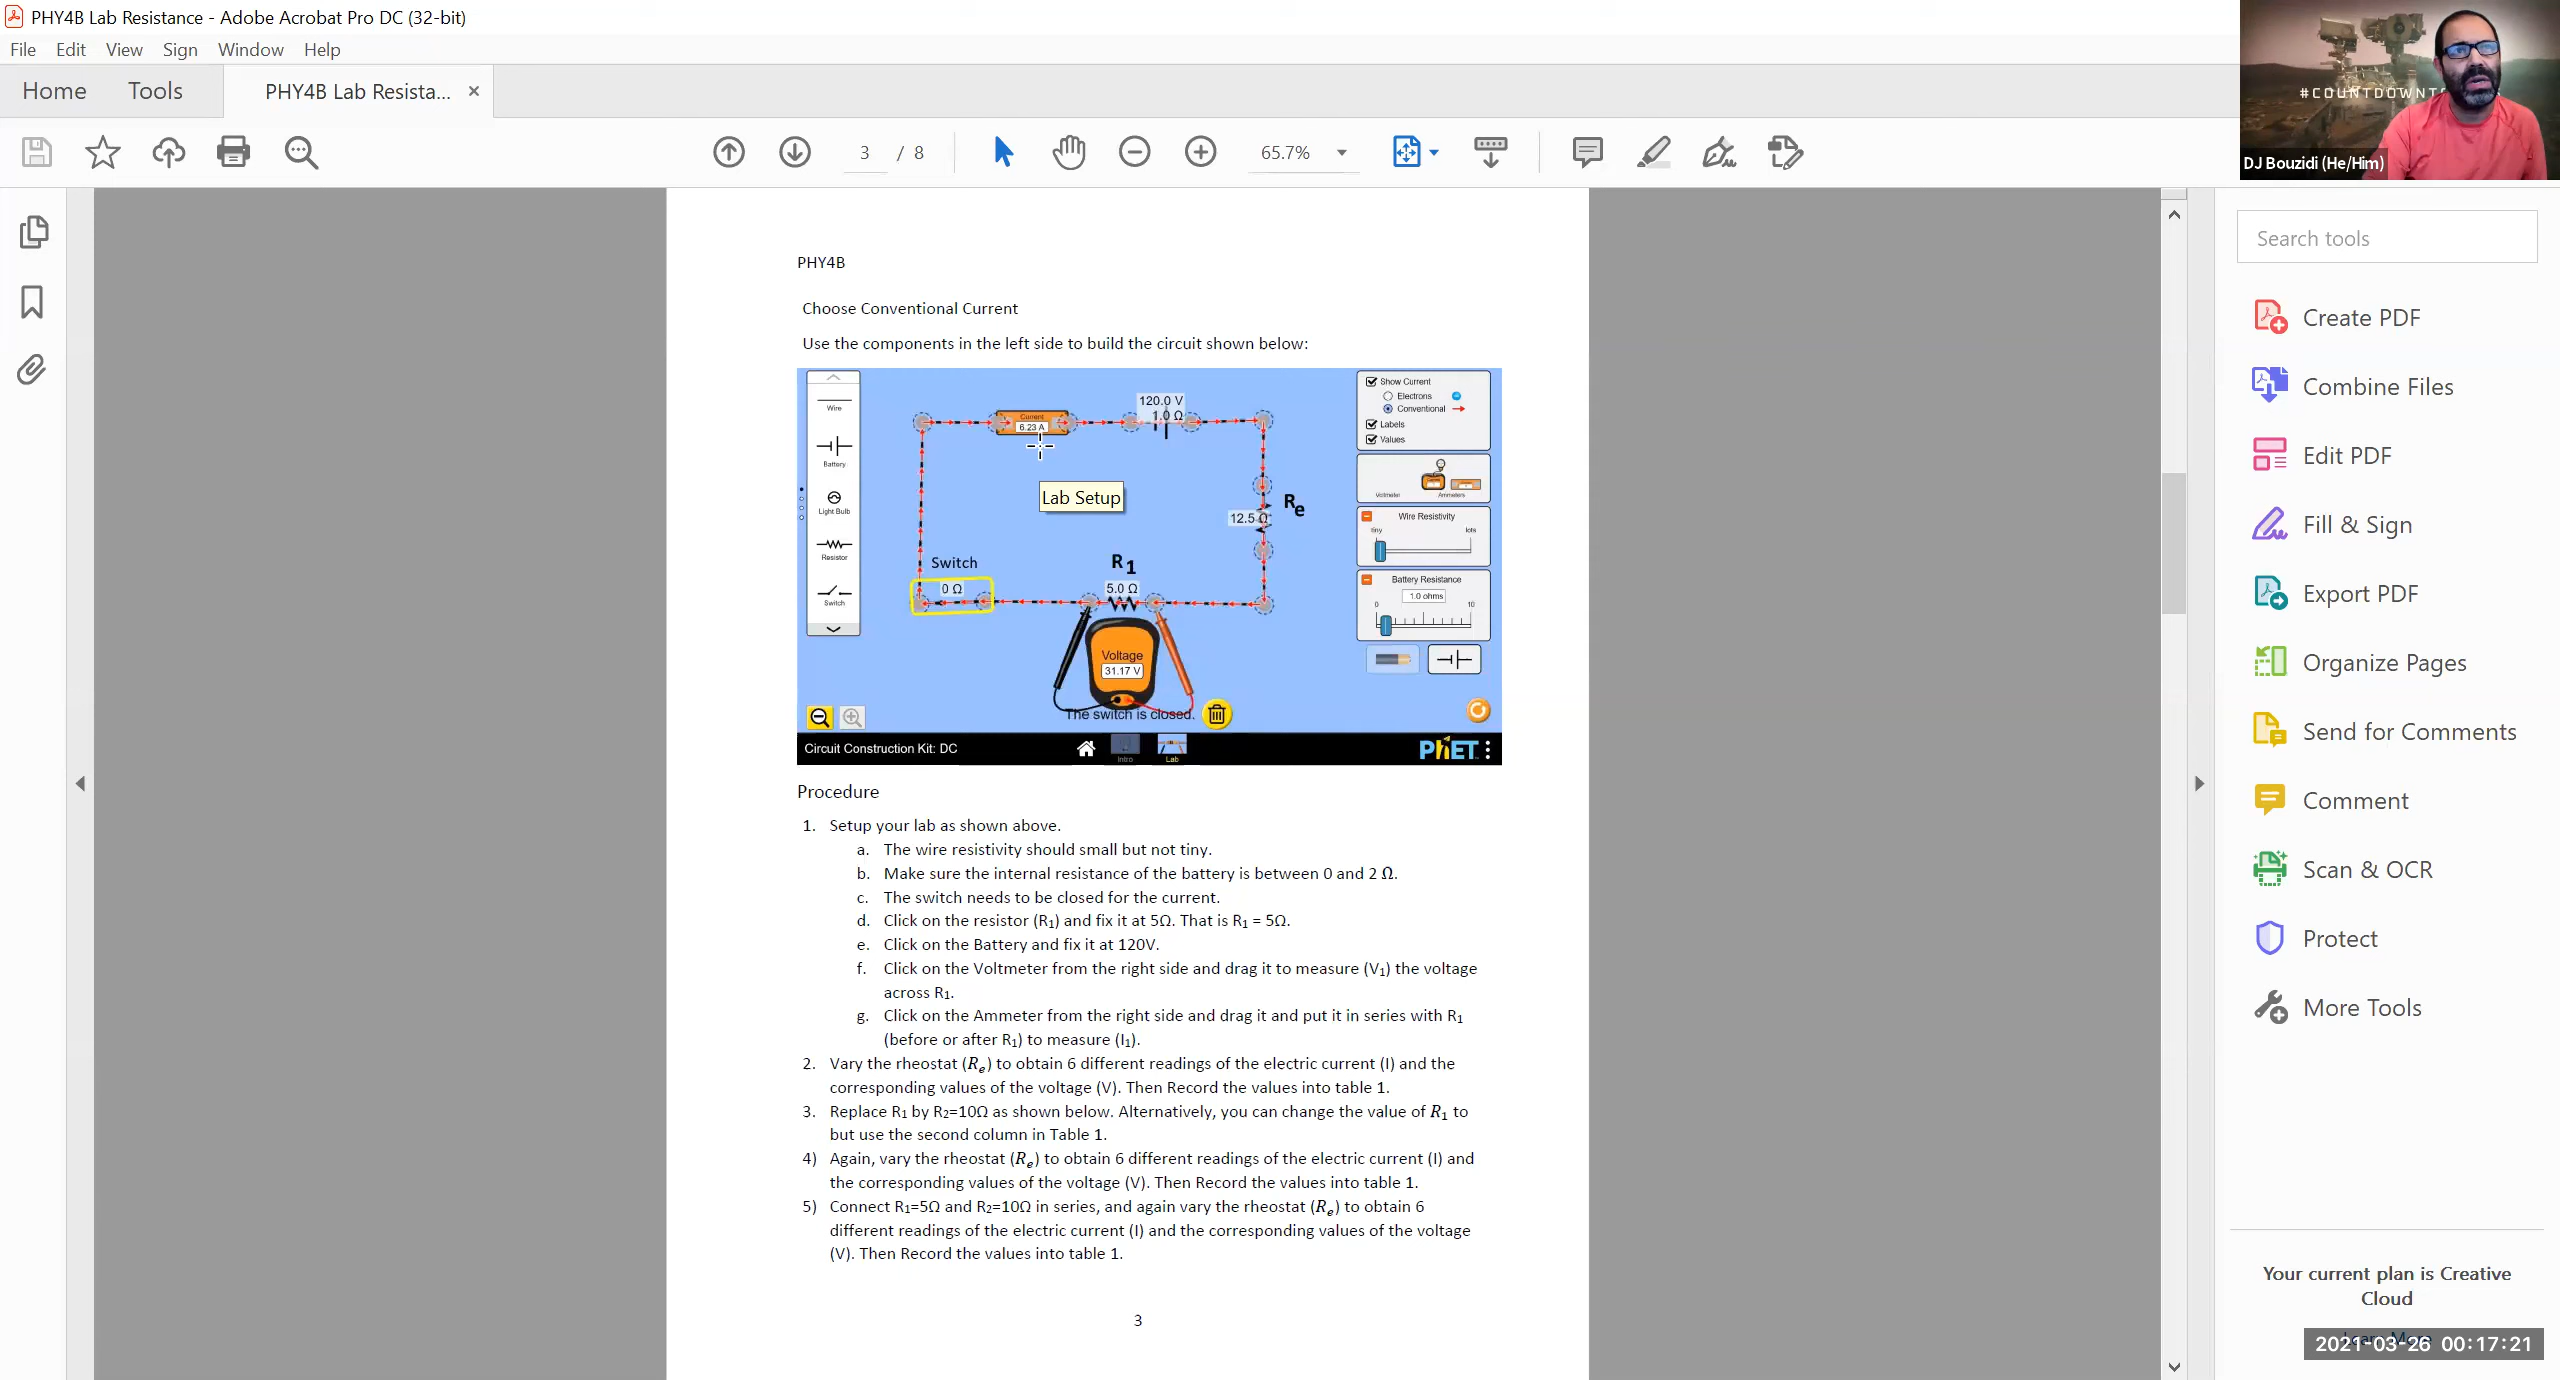 PHY4B Lab Resistance - Adobe Acrobat Pro DC (32-bit)
File Edit View Sign Window Help
Home Tools PHY4B Lab Resista... ×
3 / 8 65.7%
#COUNTDOWNT
DJ Bouzidi (He/Him)
PHY4B
Choose Conventional Current
Use the components in the left side to build the circuit shown below:
Wire
Battery
Light Bulb
Resistor
Switch
Current
6.23 A
120.0 V
1.0 Ω
Lab Setup
12.5 Ω
Re
Switch
0 Ω
R1
5.0 Ω
Voltage
31.17 V
The switch is closed.
Show Current
Electrons
Conventional
Labels
Values
Voltmeter Ammeters
Wire Resistivity
tiny lots
Battery Resistance
1.0 ohms
0 10
Circuit Construction Kit: DC
Intro
Lab
PhET
Procedure
1. Setup your lab as shown above.
a. The wire resistivity should small but not tiny.
b. Make sure the internal resistance of the battery is between 0 and 2 Ω.
c. The switch needs to be closed for the current.
d. Click on the resistor (R1) and fix it at 5Ω. That is R1 = 5Ω.
e. Click on the Battery and fix it at 120V.
f. Click on the Voltmeter from the right side and drag it to measure (V1) the voltage
across R1.
g. Click on the Ammeter from the right side and drag it and put it in series with R1
(before or after R1) to measure (I1).
2. Vary the rheostat (Re) to obtain 6 different readings of the electric current (I) and the
corresponding values of the voltage (V). Then Record the values into table 1.
3. Replace R1 by R2=10Ω as shown below. Alternatively, you can change the value of R1 to
but use the second column in Table 1.
4) Again, vary the rheostat (Re) to obtain 6 different readings of the electric current (I) and
the corresponding values of the voltage (V). Then Record the values into table 1.
5) Connect R1=5Ω and R2=10Ω in series, and again vary the rheostat (Re) to obtain 6
different readings of the electric current (I) and the corresponding values of the voltage
(V). Then Record the values into table 1.
3
Search tools
Create PDF
Combine Files
Edit PDF
Fill & Sign
Export PDF
Organize Pages
Send for Comments
Comment
Scan & OCR
Protect
More Tools
Your current plan is Creative
Cloud
2021-03-26 00:17:21